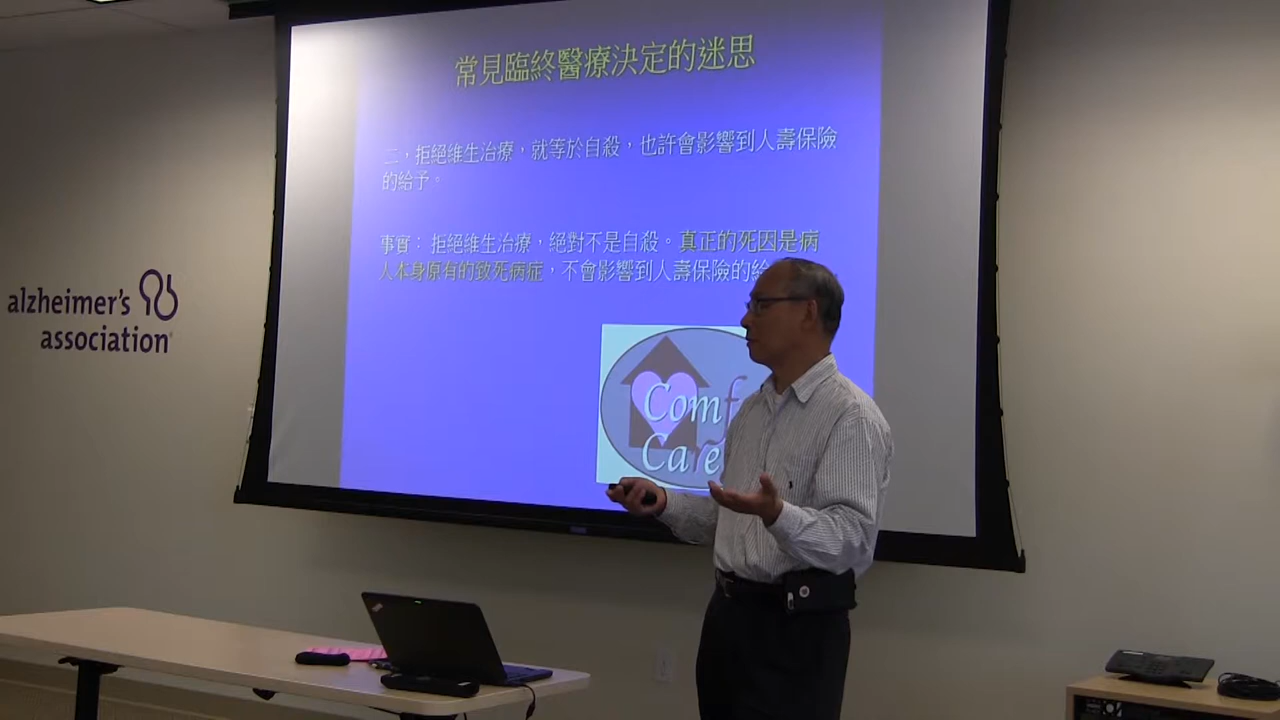 常見臨終醫療決定的迷思
二，拒絕維生治療，就等於自殺，也許會影響到人壽保險
的給予。
事實： 拒絕維生治療，絕對不是自殺。真正的死因是病
人本身原有的致死病症，不會影響到人壽保險的給
alzheimer's
association
Comf
Care